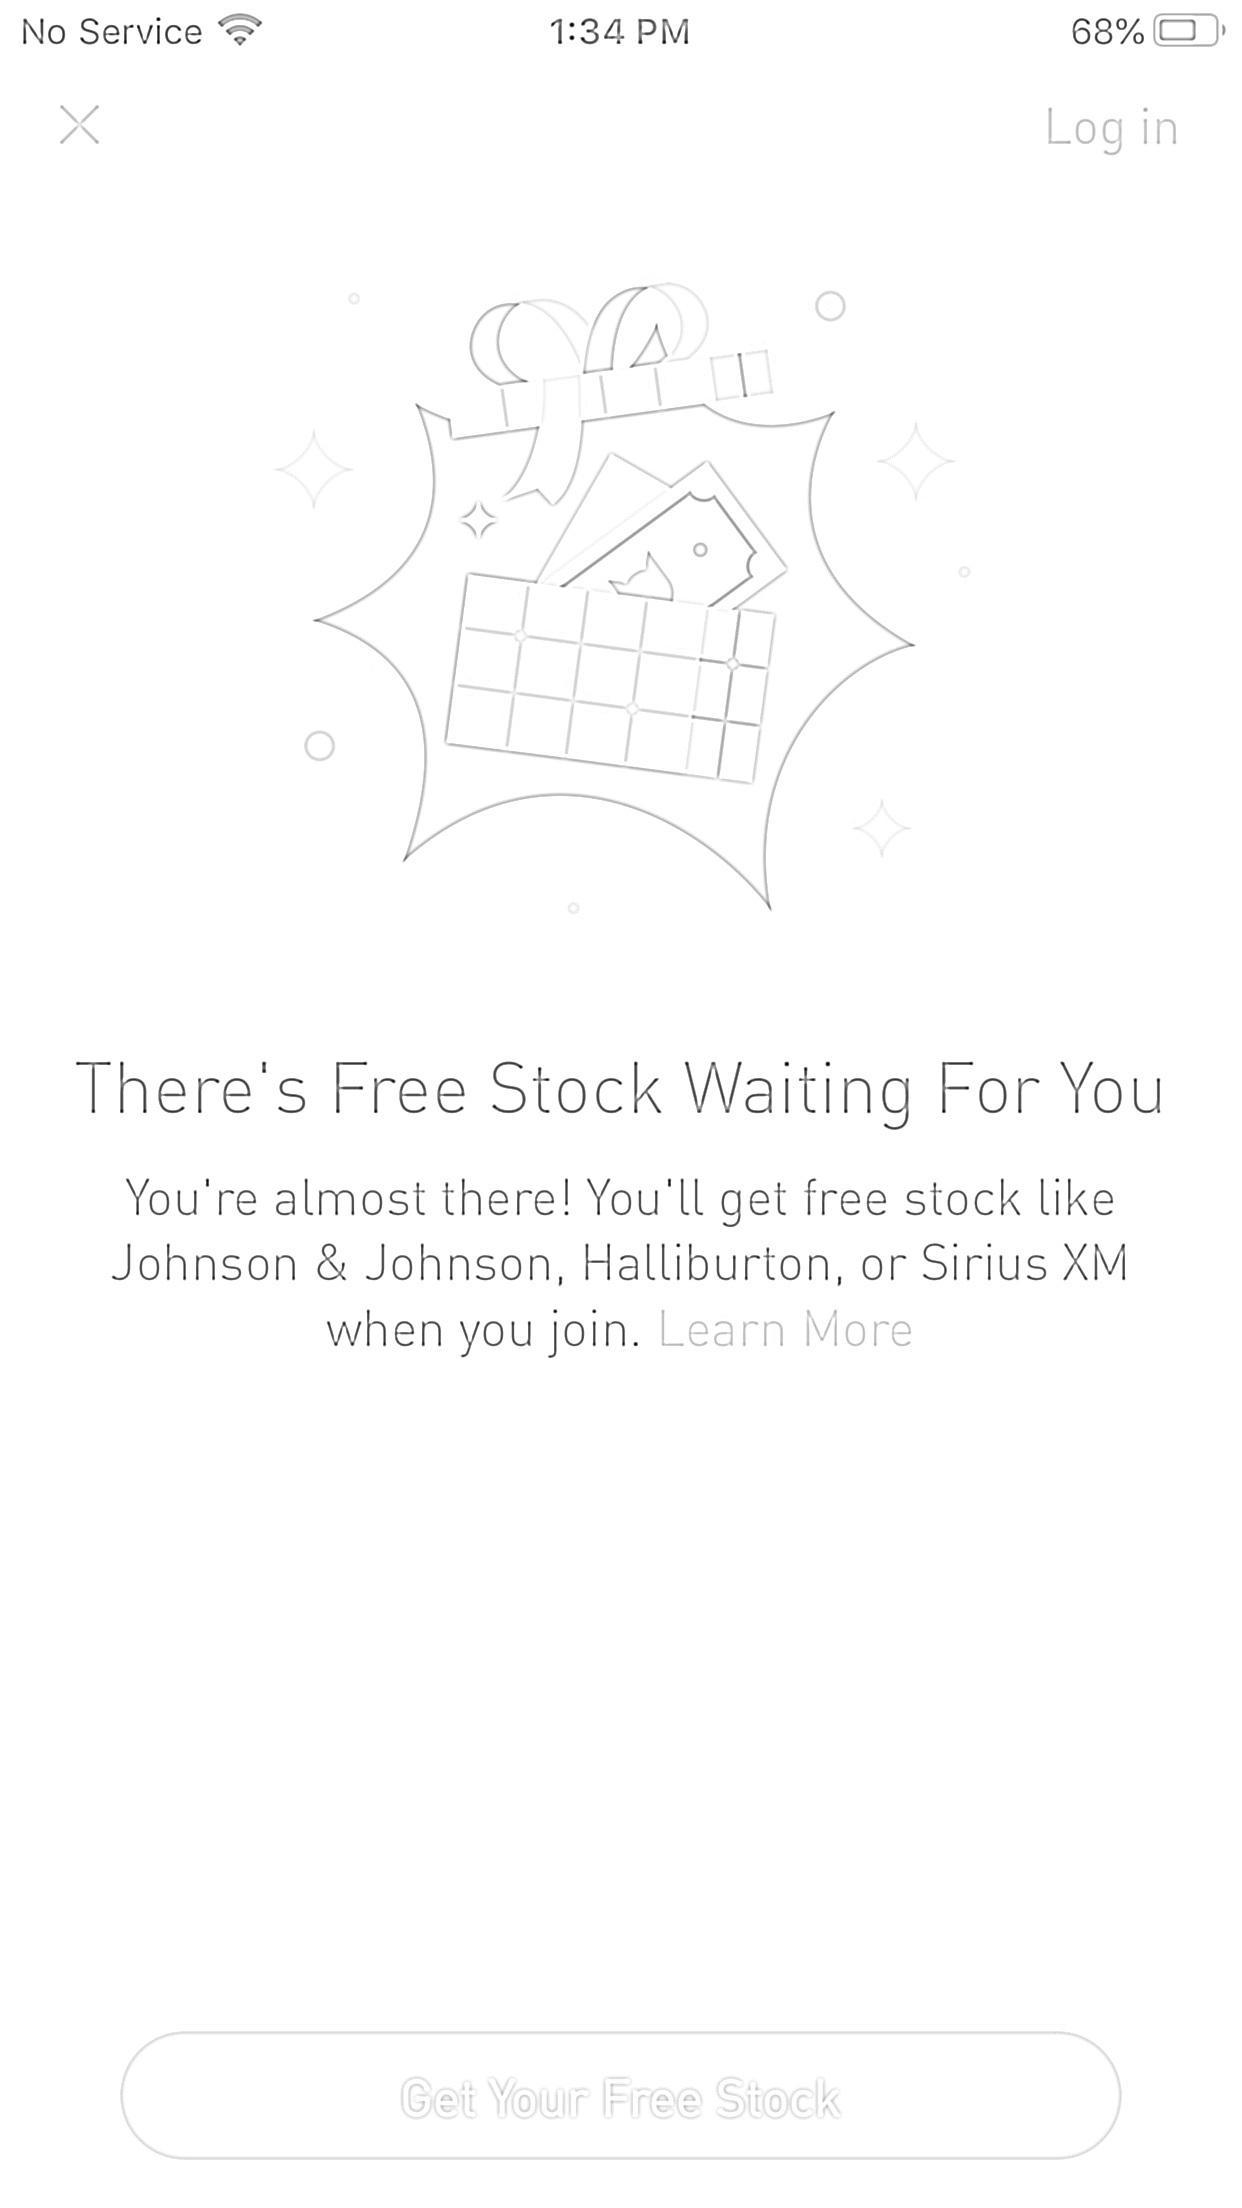 No Service 1:34 PM 68%
Log in
There's Free Stock Waiting For You
You're almost there! You'll get free stock like
Johnson & Johnson, Halliburton, or Sirius XM
when you join. Learn More
Get Your Free Stock